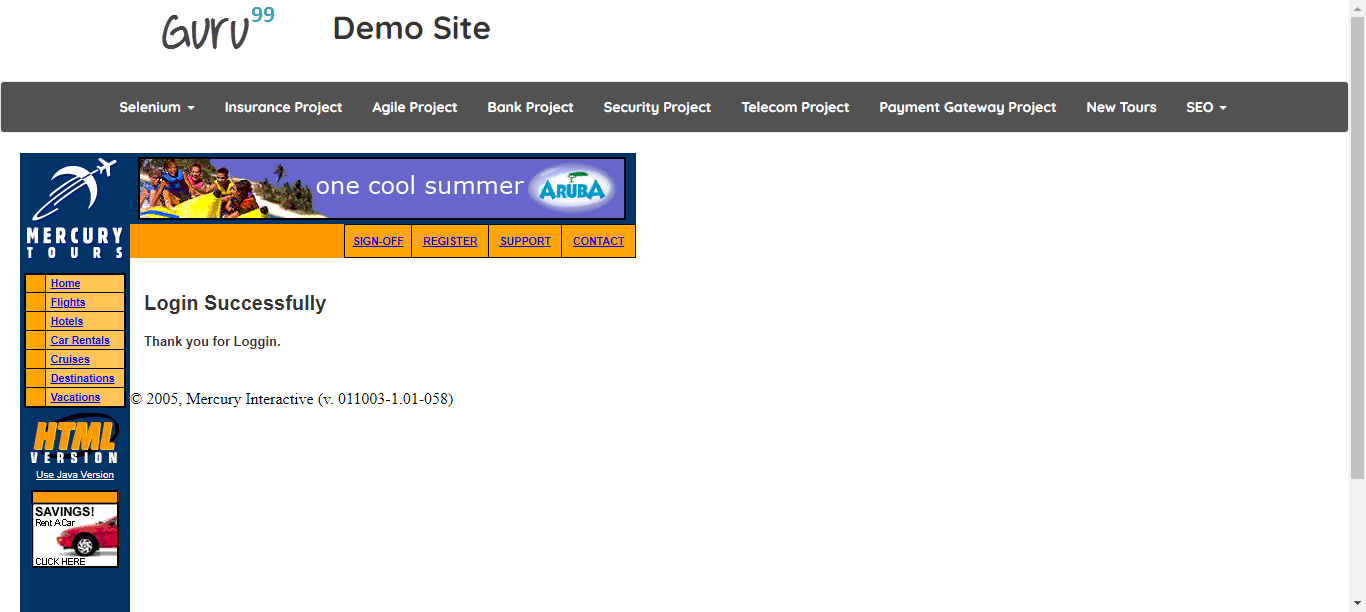 Guru99 Demo Site
Selenium Insurance Project Agile Project Bank Project Security Project Telecom Project Payment Gateway Project New Tours SEO
one cool summer ARUBA
MERCURY
TOURS
SIGN-OFF REGISTER SUPPORT CONTACT
Home
Flights
Hotels
Car Rentals
Cruises
Destinations
Vacations
Login Successfully
Thank you for Loggin.
© 2005, Mercury Interactive (v. 011003-1.01-058)
HTML
VERSION
Use Java Version
SAVINGS!
Rent A Car
CLICK HERE